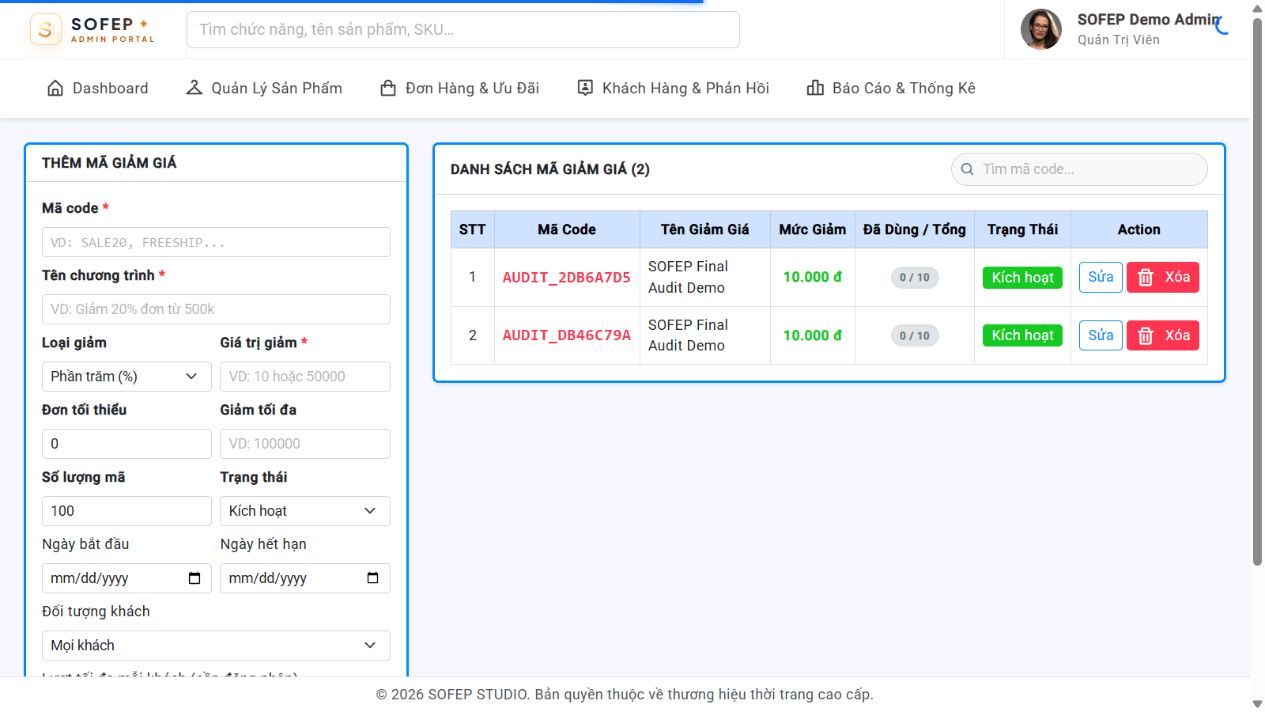 SOFEP
ADMIN PORTAL
Tìm chức năng, tên sản phẩm, SKU...
SOFEP Demo Admin
Quản Trị Viên
Dashboard
Quản Lý Sản Phẩm
Đơn Hàng & Ưu Đãi
Khách Hàng & Phản Hồi
Báo Cáo & Thống Kê
THÊM MÃ GIẢM GIÁ
Mã code *
VD: SALE20, FREESHIP...
Tên chương trình *
VD: Giảm 20% đơn từ 500k
Loại giảm
Giá trị giảm *
Phần trăm (%)
VD: 10 hoặc 50000
Đơn tối thiểu
Giảm tối đa
0
VD: 100000
Số lượng mã
Trạng thái
100
Kích hoạt
Ngày bắt đầu
Ngày hết hạn
mm/dd/yyyy
mm/dd/yyyy
Đối tượng khách
Mọi khách
DANH SÁCH MÃ GIẢM GIÁ (2)
Tìm mã code...
STT Mã Code Tên Giảm Giá Mức Giảm Đã Dùng / Tổng Trạng Thái Action
1 AUDIT_2DB6A7D5 SOFEP Final Audit Demo 10.000 đ 0 / 10 Kích hoạt Sửa Xóa
2 AUDIT_DB46C79A SOFEP Final Audit Demo 10.000 đ 0 / 10 Kích hoạt Sửa Xóa
© 2026 SOFEP STUDIO. Bản quyền thuộc về thương hiệu thời trang cao cấp.